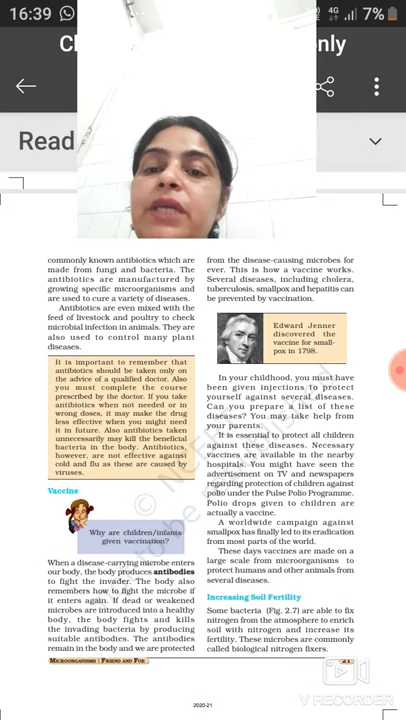 16:39
4G
7%
Ch
only
Read
commonly known antibiotics which are
made from fungi and bacteria. The
antibiotics are manufactured by
growing specific microorganisms and
are used to cure a variety of diseases.
Antibiotics are even mixed with the
feed of livestock and poultry to check
microbial infection in animals. They are
also used to control many plant
diseases.
It is important to remember that
antibiotics should be taken only on
the advice of a qualified doctor. Also
you must complete the course
prescribed by the doctor. If you take
antibiotics when not needed or in
wrong doses, it may make the drug
less effective when you might need
it in future. Also antibiotics taken
unnecessarily may kill the beneficial
bacteria in the body. Antibiotics,
however, are not effective against
cold and flu as these are caused by
viruses.
Vaccine
Why are children/infants
given vaccination?
When a disease-carrying microbe enters
our body, the body produces antibodies
to fight the invader. The body also
remembers how to fight the microbe if
it enters again. If dead or weakened
microbes are introduced into a healthy
body, the body fights and kills
the invading bacteria by producing
suitable antibodies. The antibodies
remain in the body and we are protected
from the disease-causing microbes for
ever. This is how a vaccine works.
Several diseases, including cholera,
tuberculosis, smallpox and hepatitis can
be prevented by vaccination.
Edward Jenner
discovered the
vaccine for small-
pox in 1798.
In your childhood, you must have
been given injections to protect
yourself against several diseases.
Can you prepare a list of these
diseases? You may take help from
your parents.
It is essential to protect all children
against these diseases. Necessary
vaccines are available in the nearby
hospitals. You might have seen the
advertisement on TV and newspapers
regarding protection of children against
polio under the Pulse Polio Programme.
Polio drops given to children are
actually a vaccine.
A worldwide campaign against
smallpox has finally led to its eradication
from most parts of the world.
These days vaccines are made on a
large scale from microorganisms to
protect humans and other animals from
several diseases.
Increasing Soil Fertility
Some bacteria (Fig. 2.7) are able to fix
nitrogen from the atmosphere to enrich
soil with nitrogen and increase its
fertility. These microbes are commonly
called biological nitrogen fixers.
MICROORGANISMS : FRIEND AND FOE
V RECORDER
2020-21